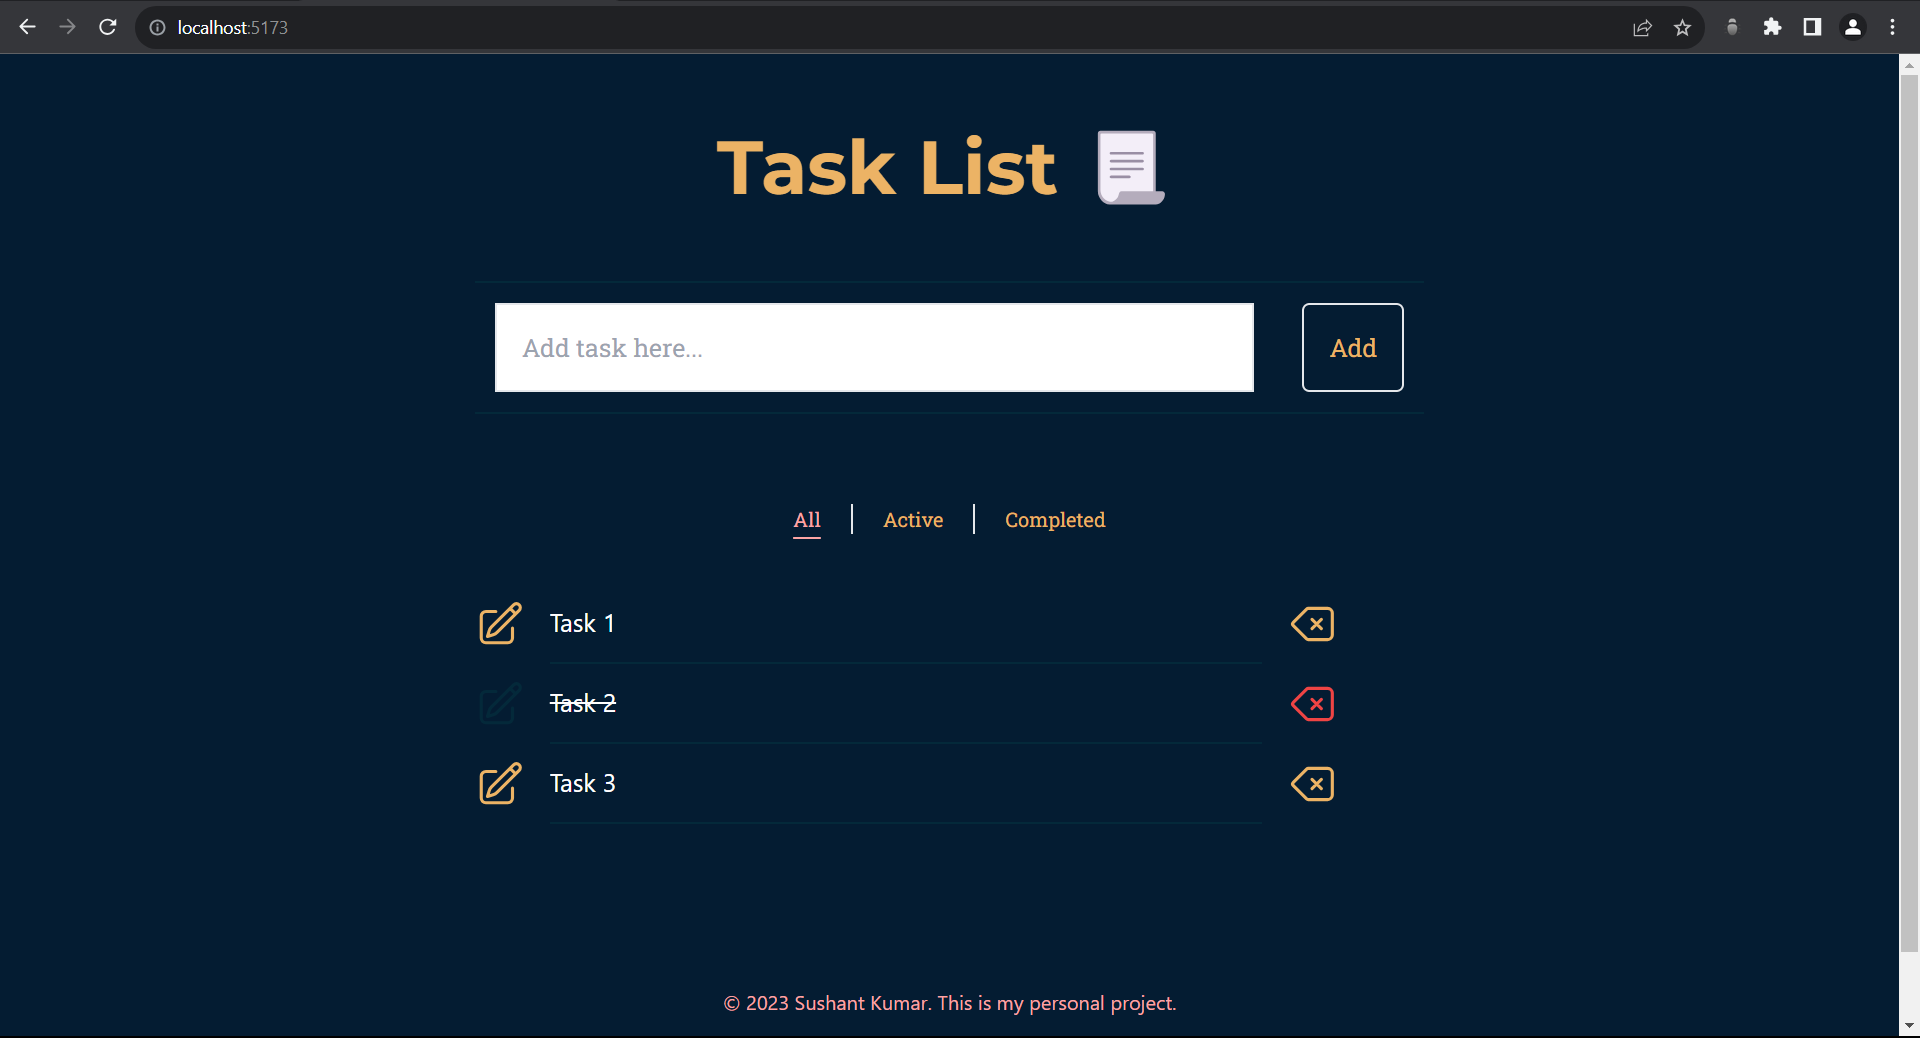 localhost:5173
Task List
Add task here...
Add
All
Active
Completed
Task 1
Task 2
Task 3
© 2023 Sushant Kumar. This is my personal project.